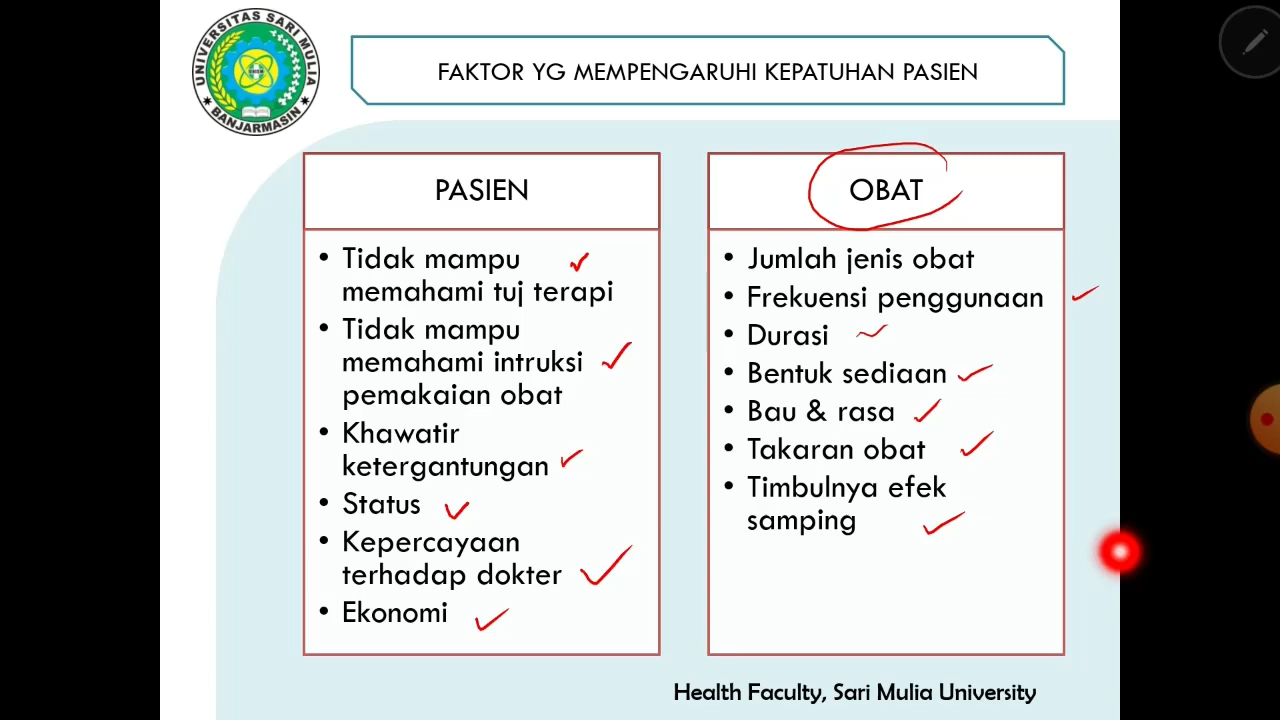 UNIVERSITAS SARI MULIA
BANJARMASIN
FAKTOR YG MEMPENGARUHI KEPATUHAN PASIEN
PASIEN
• Tidak mampu
memahami tuj terapi
• Tidak mampu
memahami intruksi
pemakaian obat
• Khawatir
ketergantungan
• Status
• Kepercayaan
terhadap dokter
• Ekonomi
OBAT
• Jumlah jenis obat
• Frekuensi penggunaan
• Durasi
• Bentuk sediaan
• Bau & rasa
• Takaran obat
• Timbulnya efek
samping
Health Faculty, Sari Mulia University